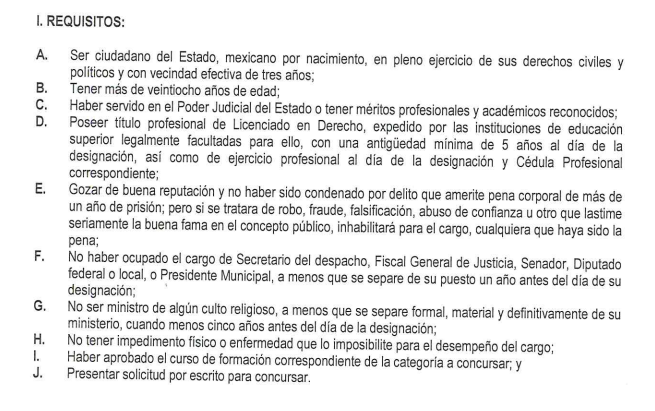 I. REQUISITOS:
A. Ser ciudadano del Estado, mexicano por nacimiento, en pleno ejercicio de sus derechos civiles y
políticos y con vecindad efectiva de tres años;
B. Tener más de veintiocho años de edad;
C. Haber servido en el Poder Judicial del Estado o tener méritos profesionales y académicos reconocidos;
D. Poseer título profesional de Licenciado en Derecho, expedido por las instituciones de educación
superior legalmente facultadas para ello, con una antigüedad mínima de 5 años al día de la
designación, así como de ejercicio profesional al día de la designación y Cédula Profesional
correspondiente;
E. Gozar de buena reputación y no haber sido condenado por delito que amerite pena corporal de más de
un año de prisión; pero si se tratara de robo, fraude, falsificación, abuso de confianza u otro que lastime
seriamente la buena fama en el concepto público, inhabilitará para el cargo, cualquiera que haya sido la
pena;
F. No haber ocupado el cargo de Secretario del despacho, Fiscal General de Justicia, Senador, Diputado
federal o local, o Presidente Municipal, a menos que se separe de su puesto un año antes del día de su
designación;
G. No ser ministro de algún culto religioso, a menos que se separe formal, material y definitivamente de su
ministerio, cuando menos cinco años antes del día de la designación;
H. No tener impedimento físico o enfermedad que lo imposibilite para el desempeño del cargo;
I. Haber aprobado el curso de formación correspondiente de la categoría a concursar; y
J. Presentar solicitud por escrito para concursar.